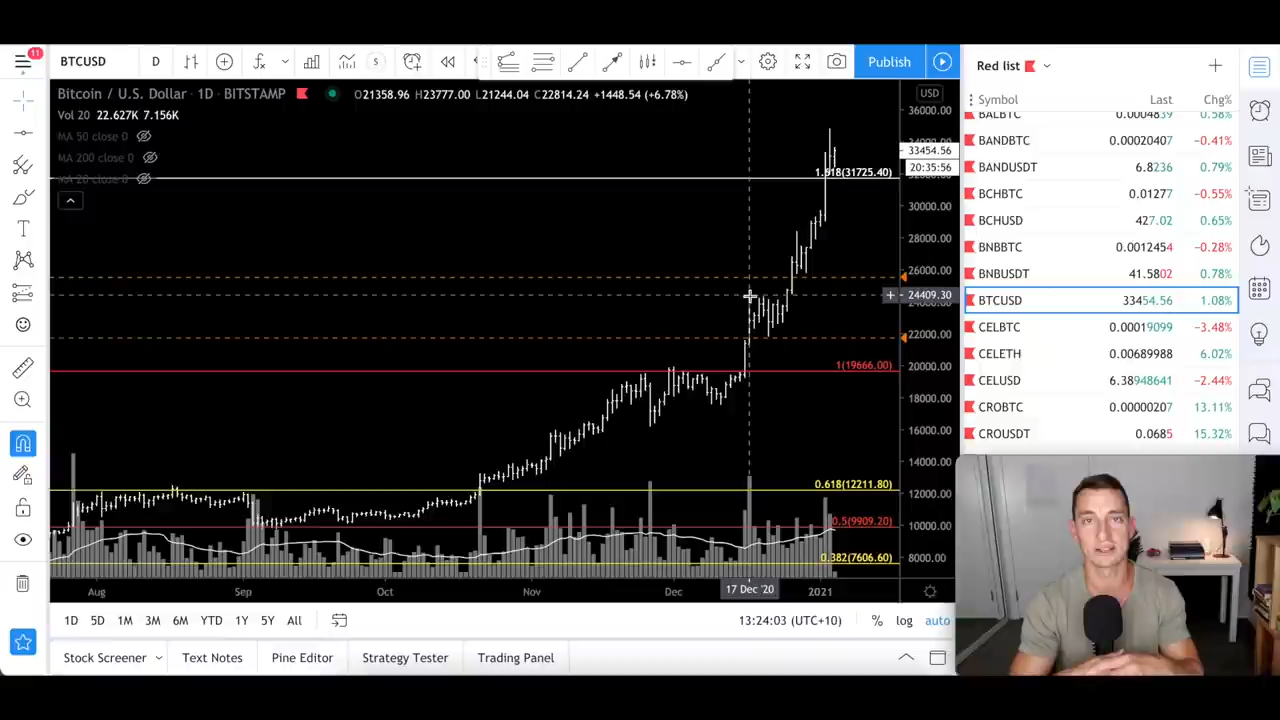 11
BTCUSD D Publish
Bitcoin / U.S. Dollar · 1D · BITSTAMP O21358.96 H23777.00 L21244.04 C22814.24 +1448.54 (+6.78%) USD
Vol 20 22.627K 7.156K
MA 50 close 0
MA 200 close 0
MA 20 close 0
36000.00
33454.56
20:35:56
1.618(31725.40)
30000.00
28000.00
26000.00
24409.30
22000.00
1(19666.00)
20000.00
18000.00
16000.00
14000.00
0.618(12211.80)
12000.00
0.5(9909.20)
10000.00
0.382(7606.60)
8000.00
Aug Sep Oct Nov Dec 17 Dec '20 2021
1D 5D 1M 3M 6M YTD 1Y 5Y All 13:24:03 (UTC+10) % log auto
Stock Screener Text Notes Pine Editor Strategy Tester Trading Panel
Red list
Symbol Last Chg%
BALBTC 0.0004839 0.58%
BANDBTC 0.00020407 −0.41%
BANDUSDT 6.8236 0.79%
BCHBTC 0.01277 −0.55%
BCHUSD 427.02 0.65%
BNBBTC 0.0012454 −0.28%
BNBUSDT 41.5802 0.78%
BTCUSD 33454.56 1.08%
CELBTC 0.00019099 −3.48%
CELETH 0.00689988 6.02%
CELUSD 6.38948641 −2.44%
CROBTC 0.00000207 13.11%
CROUSDT 0.0685 15.32%